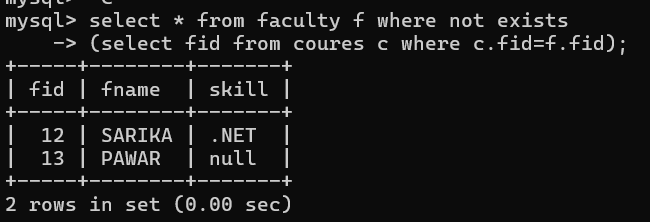 mysql> select * from faculty f where not exists
    -> (select fid from coures c where c.fid=f.fid);
+-----+--------+-------+
| fid | fname  | skill |
+-----+--------+-------+
|  12 | SARIKA | .NET  |
|  13 | PAWAR  | null  |
+-----+--------+-------+
2 rows in set (0.00 sec)